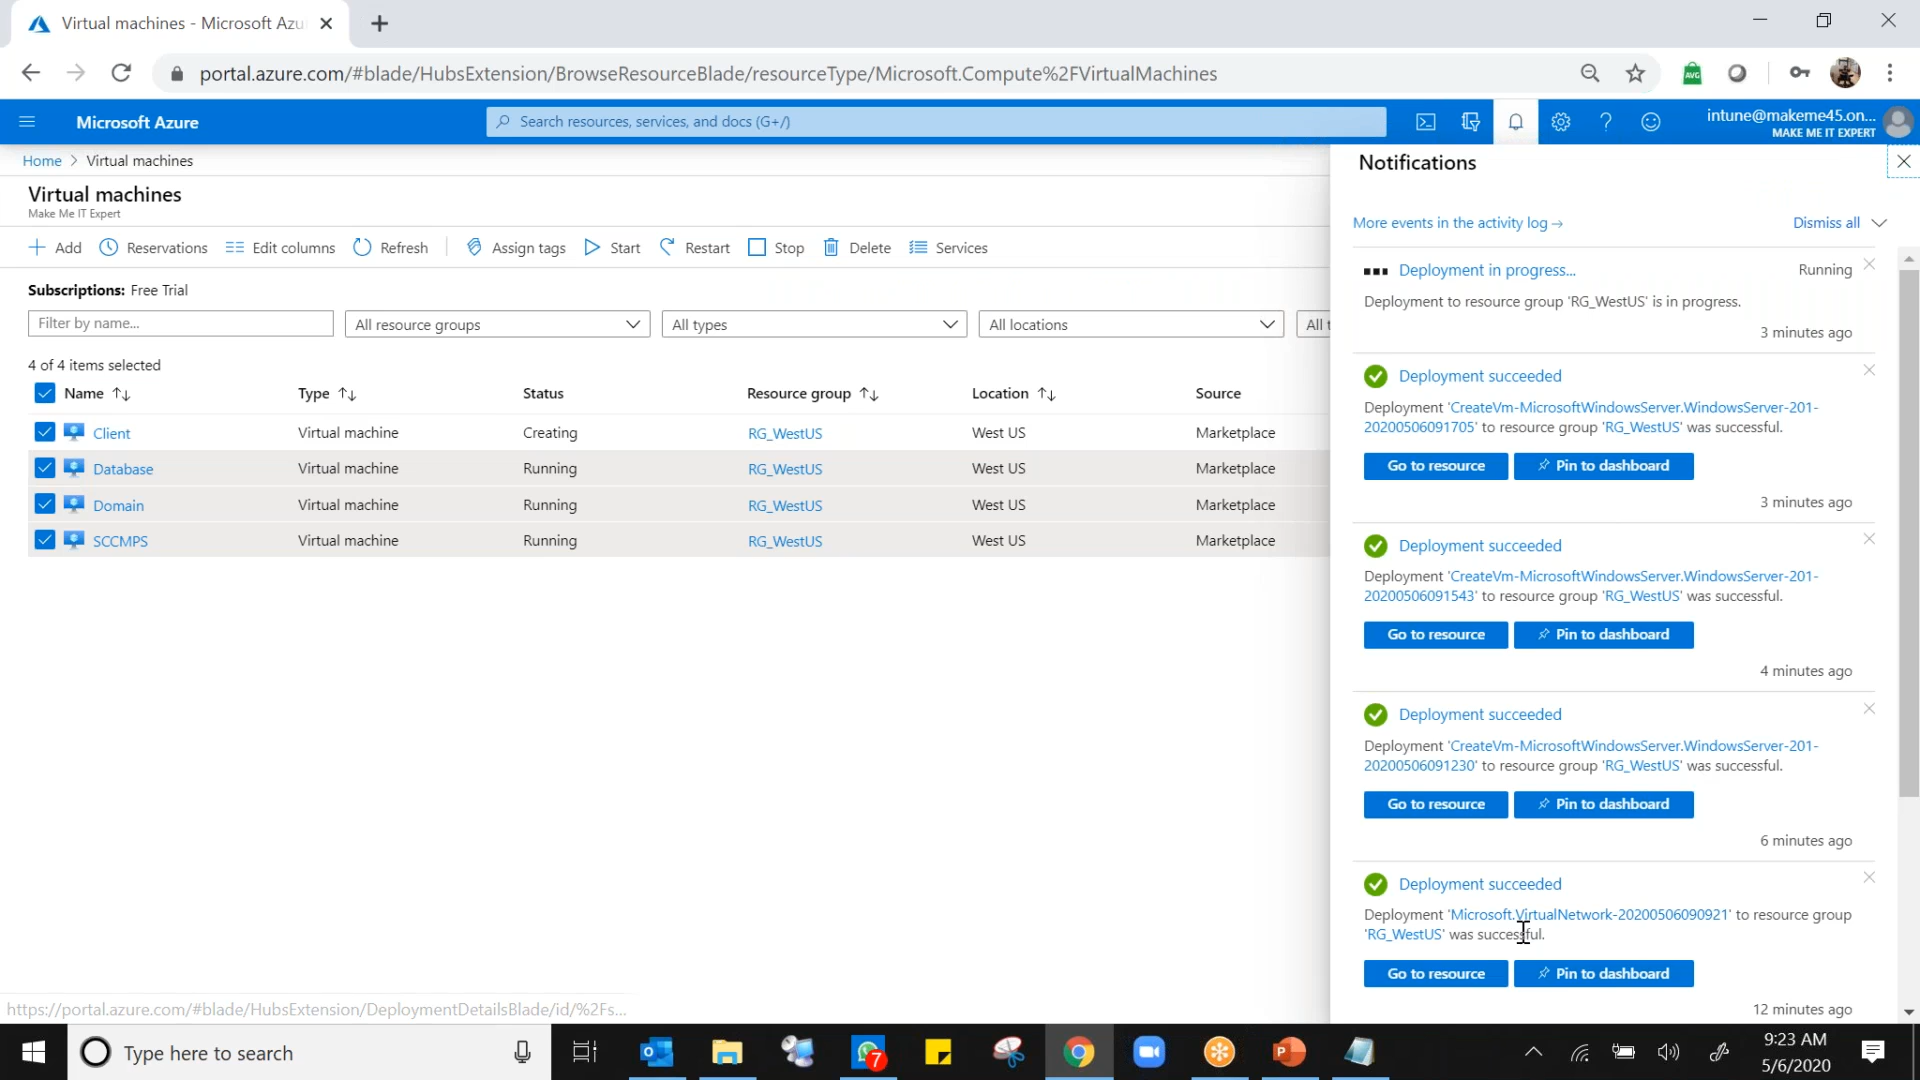 Virtual machines - Microsoft Azu
portal.azure.com/#blade/HubsExtension/BrowseResourceBlade/resourceType/Microsoft.Compute%2FVirtualMachines
AVG
Microsoft Azure
Search resources, services, and docs (G+/)
intune@makeme45.on...
MAKE ME IT EXPERT
Home > Virtual machines
Virtual machines
Make Me IT Expert
Add Reservations Edit columns Refresh Assign tags Start Restart Stop Delete Services
Subscriptions: Free Trial
Filter by name... All resource groups All types All locations All t
4 of 4 items selected
Name Type Status Resource group Location Source
Client Virtual machine Creating RG_WestUS West US Marketplace
Database Virtual machine Running RG_WestUS West US Marketplace
Domain Virtual machine Running RG_WestUS West US Marketplace
SCCMPS Virtual machine Running RG_WestUS West US Marketplace
Notifications
More events in the activity log → Dismiss all
Deployment in progress... Running
Deployment to resource group 'RG_WestUS' is in progress.
3 minutes ago
Deployment succeeded
Deployment 'CreateVm-MicrosoftWindowsServer.WindowsServer-201-
20200506091705' to resource group 'RG_WestUS' was successful.
Go to resource Pin to dashboard
3 minutes ago
Deployment succeeded
Deployment 'CreateVm-MicrosoftWindowsServer.WindowsServer-201-
20200506091543' to resource group 'RG_WestUS' was successful.
Go to resource Pin to dashboard
4 minutes ago
Deployment succeeded
Deployment 'CreateVm-MicrosoftWindowsServer.WindowsServer-201-
20200506091230' to resource group 'RG_WestUS' was successful.
Go to resource Pin to dashboard
6 minutes ago
Deployment succeeded
Deployment 'Microsoft.VirtualNetwork-20200506090921' to resource group
'RG_WestUS' was successful.
Go to resource Pin to dashboard
12 minutes ago
https://portal.azure.com/#blade/HubsExtension/DeploymentDetailsBlade/id/%2Fs...
Type here to search
7
9:23 AM
5/6/2020